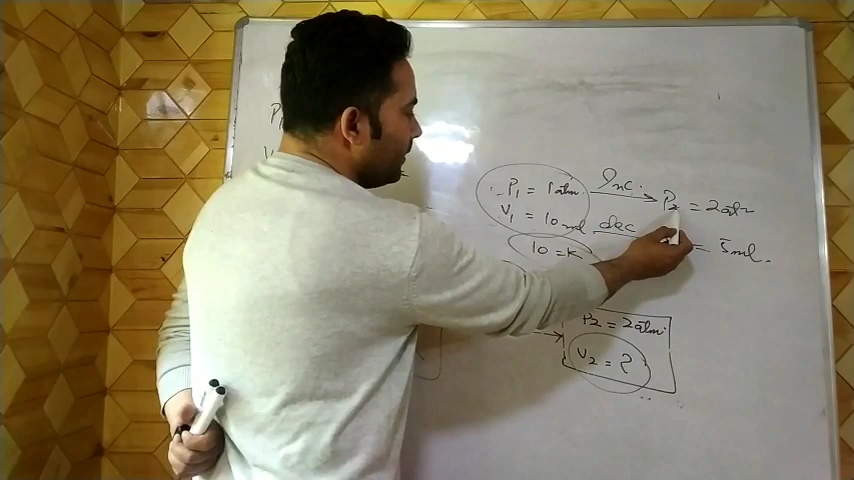 P
V
P₁ = 1 atm Inc. P₂ = 2 atm
V₁ = 10 ml dec = 5 ml.
10 = K
P₂ = 2 atm.
V₂ = ?